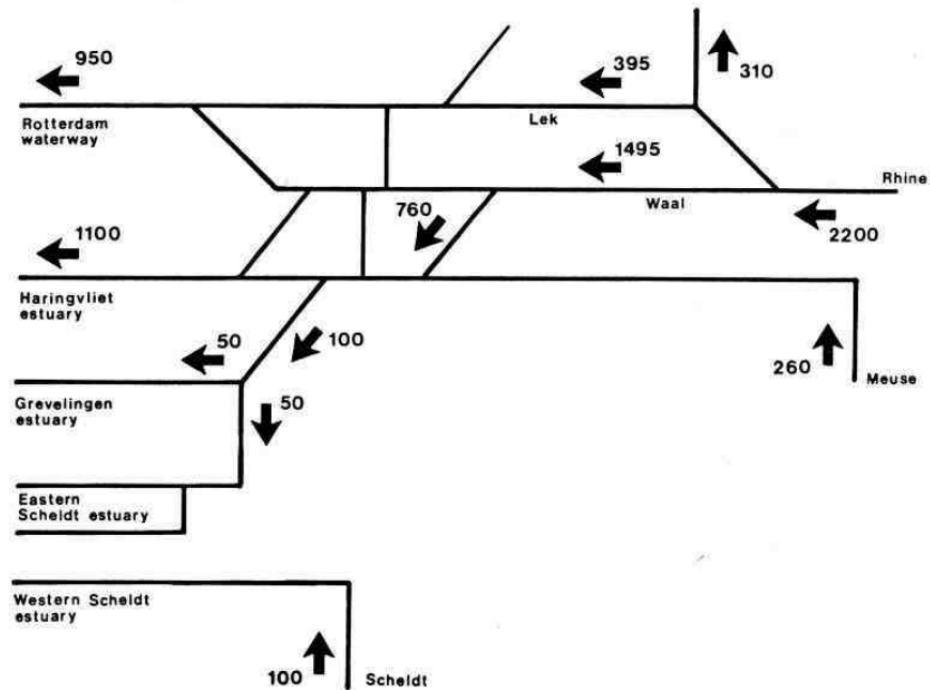 950
395
310
Rotterdam
waterway
Lek
1495
Rhine
Waal
760
2200
1100
Haringvliet
estuary
50
100
260
Meuse
Grevelingen
estuary
50
Eastern
Scheldt estuary
Western Scheldt
estuary
100
Scheldt